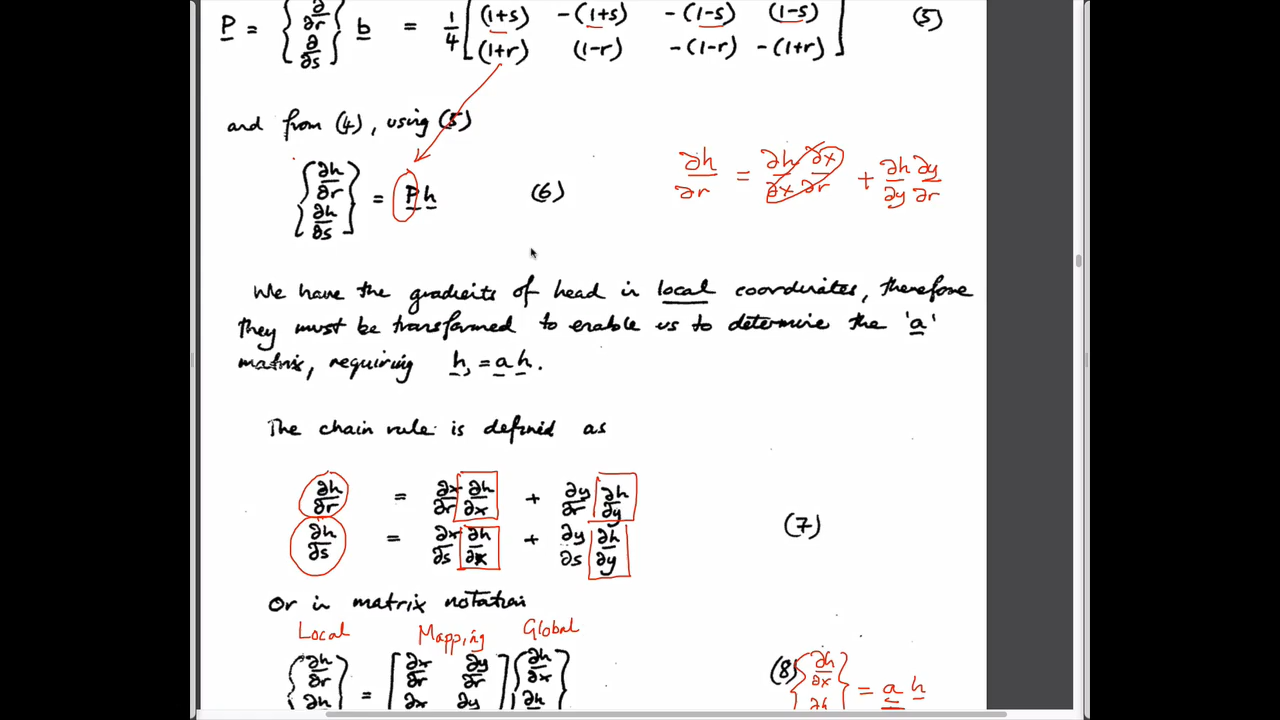 P = { ∂/∂r ∂/∂s } b = 1/4 [ (1+s) -(1+s) -(1-s) (1-s)     (5)
(1+r) (1-r) -(1-r) -(1+r) ]
and from (4), using (5)
{ ∂h/∂r ∂h/∂s } = P h     (6)     ∂h/∂r = ∂h/∂x ∂x/∂r + ∂h/∂y ∂y/∂r
We have the gradients of head in local coordinates, therefore
they must be transformed to enable us to determine the 'a'
matrix, requiring h, = a h.
The chain rule is defined as
∂h/∂r = ∂x/∂r ∂h/∂x + ∂y/∂r ∂h/∂y
∂h/∂s = ∂x/∂s ∂h/∂x + ∂y/∂s ∂h/∂y     (7)
Or in matrix notation
Local Mapping Global
{ ∂h/∂r = [ ∂x/∂r ∂y/∂r ] { ∂h/∂x }     (8) { ∂h/∂x } = a h
∂h ∂x ∂y ∂h ∂h